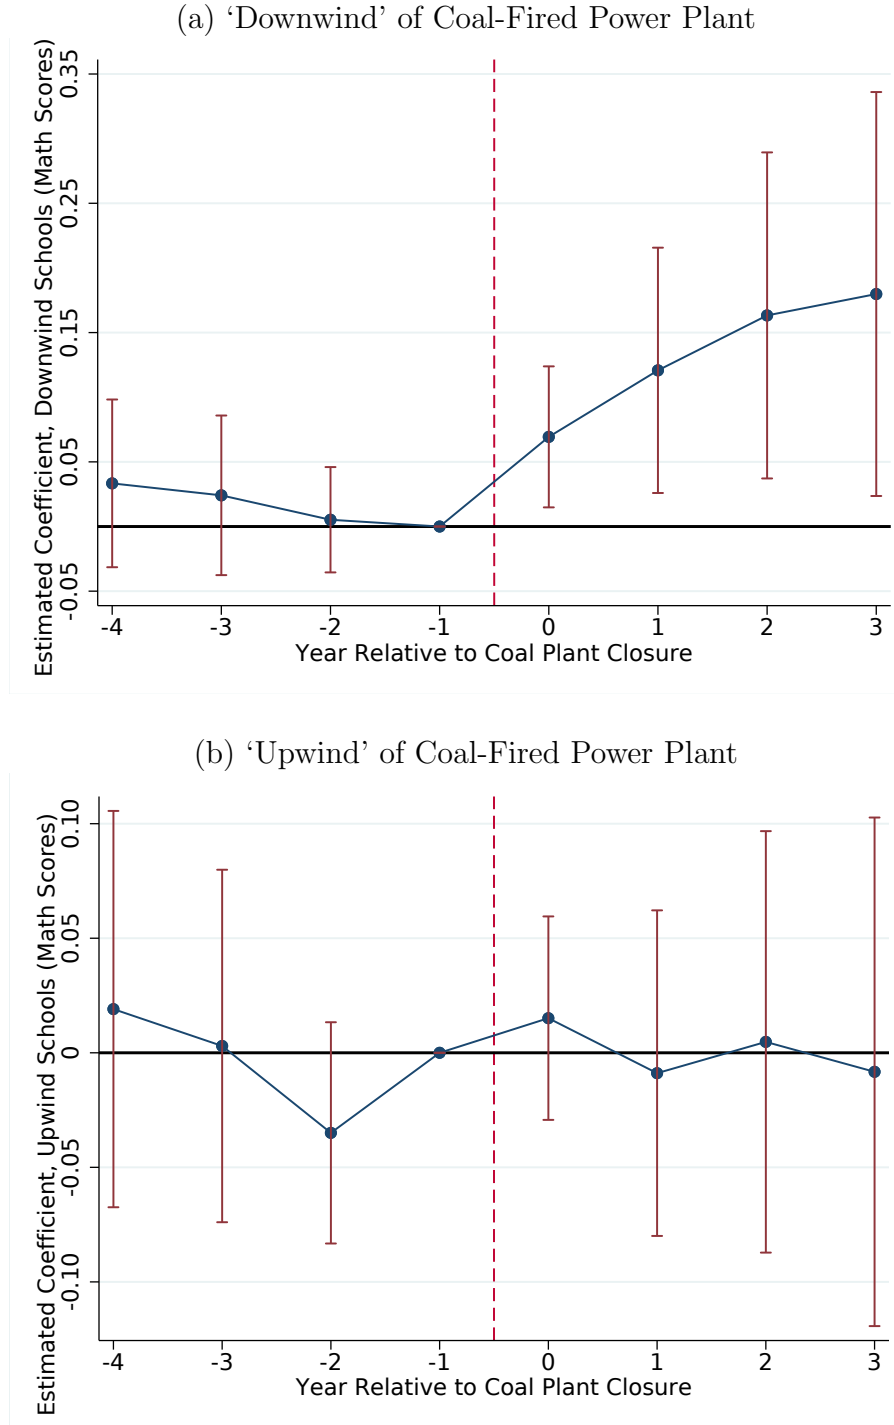 (a) ‘Downwind’ of Coal-Fired Power Plant
Estimated Coefficient, Downwind Schools (Math Scores)
0.35
0.25
0.15
0.05
-0.05
-4 -3 -2 -1 0 1 2 3
Year Relative to Coal Plant Closure
(b) ‘Upwind’ of Coal-Fired Power Plant
Estimated Coefficient, Upwind Schools (Math Scores)
0.10
0.05
0
-0.05
-0.10
-4 -3 -2 -1 0 1 2 3
Year Relative to Coal Plant Closure